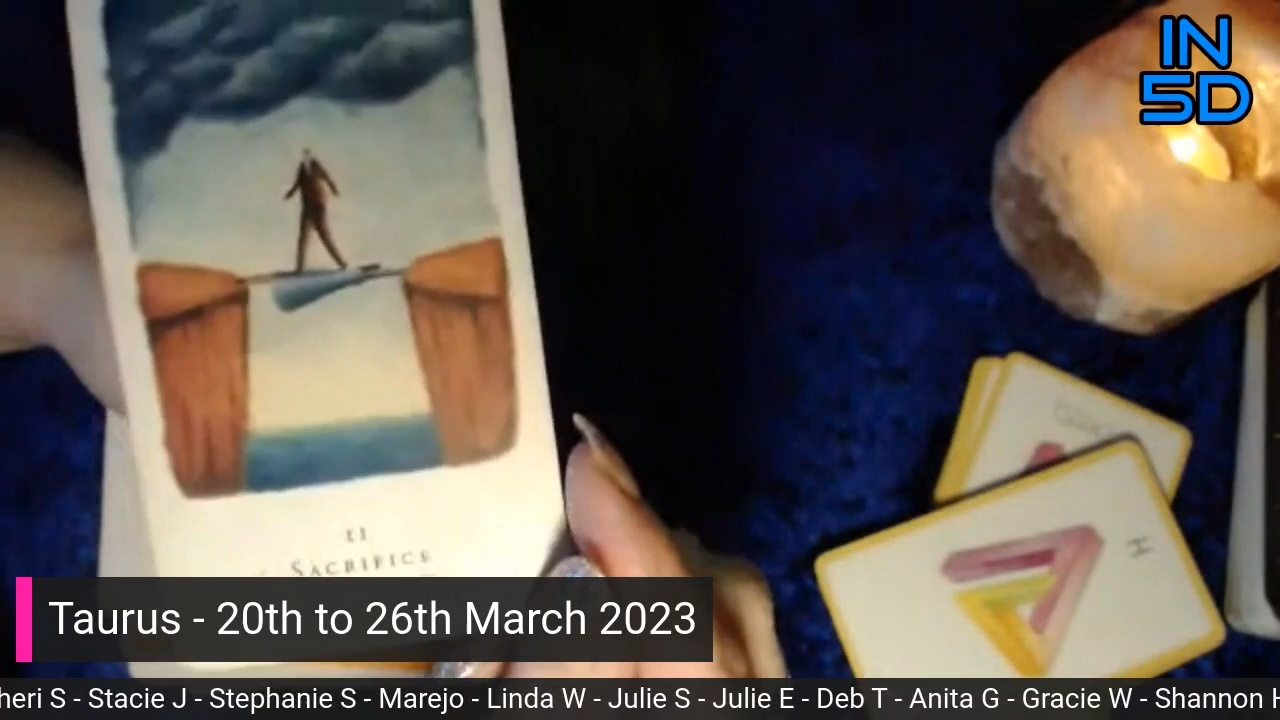 IN
5D
SACRIFICE
Taurus - 20th to 26th March 2023
heri S - Stacie J - Stephanie S - Marejo - Linda W - Julie S - Julie E - Deb T - Anita G - Gracie W - Shannon H